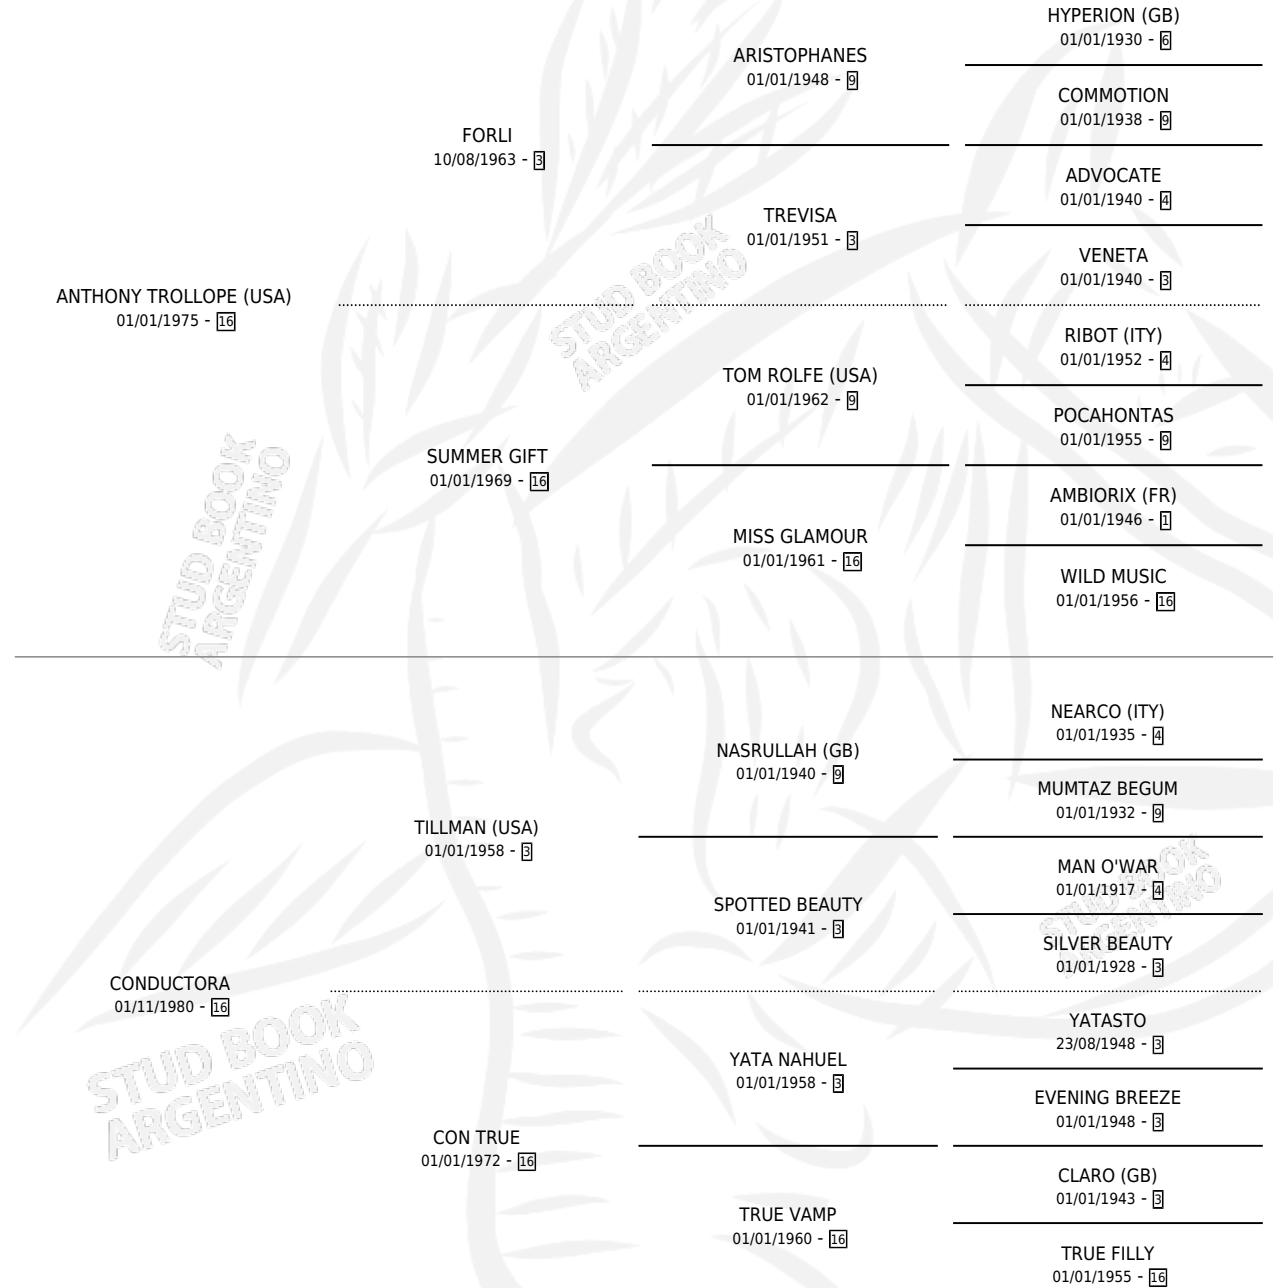 HYPERION (GB)
01/01/1930 - 6
ARISTOPHANES
01/01/1948 - 9
COMMOTION
01/01/1938 - 9
FORLI
10/08/1963 - 3
ADVOCATE
01/01/1940 - 4
TREVISA
01/01/1951 - 3
VENETA
01/01/1940 - 3
ANTHONY TROLLOPE (USA)
01/01/1975 - 16
RIBOT (ITY)
01/01/1952 - 4
TOM ROLFE (USA)
01/01/1962 - 9
POCAHONTAS
01/01/1955 - 9
SUMMER GIFT
01/01/1969 - 16
AMBIORIX (FR)
01/01/1946 - 1
MISS GLAMOUR
01/01/1961 - 16
WILD MUSIC
01/01/1956 - 16
NEARCO (ITY)
01/01/1935 - 4
NASRULLAH (GB)
01/01/1940 - 9
MUMTAZ BEGUM
01/01/1932 - 9
TILLMAN (USA)
01/01/1958 - 3
MAN O'WAR
01/01/1917 - 4
SPOTTED BEAUTY
01/01/1941 - 3
SILVER BEAUTY
01/01/1928 - 3
CONDUCTORA
01/11/1980 - 16
YATASTO
23/08/1948 - 3
YATA NAHUEL
01/01/1958 - 3
EVENING BREEZE
01/01/1948 - 3
CON TRUE
01/01/1972 - 16
CLARO (GB)
01/01/1943 - 3
TRUE VAMP
01/01/1960 - 16
TRUE FILLY
01/01/1955 - 16
STUD BOOK
ARGENTINO
STUD BOOK
ARGENTINO
STUD BOOK
ARGENTINO
STUD BOOK
ARGENTINO